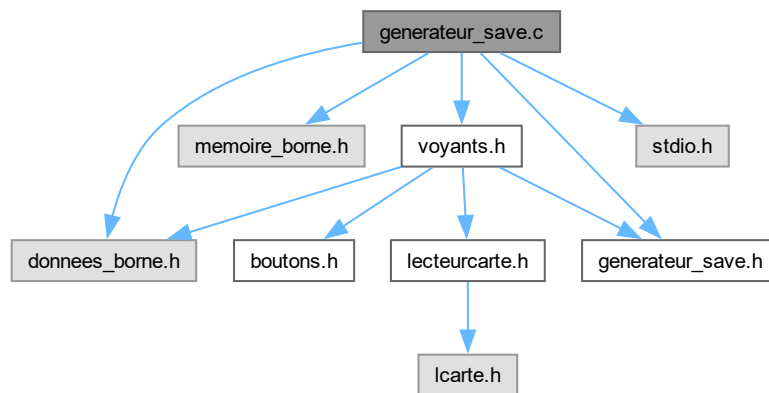 generateur_save.c
memoire_borne.h
voyants.h
stdio.h
donnees_borne.h
boutons.h
lecteurcarte.h
generateur_save.h
lcarte.h